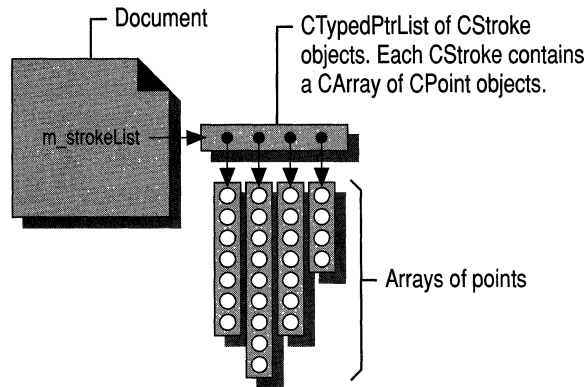 Document
CTypedPtrList of CStroke
objects. Each CStroke contains
a CArray of CPoint objects.
m_strokeList
Arrays of points